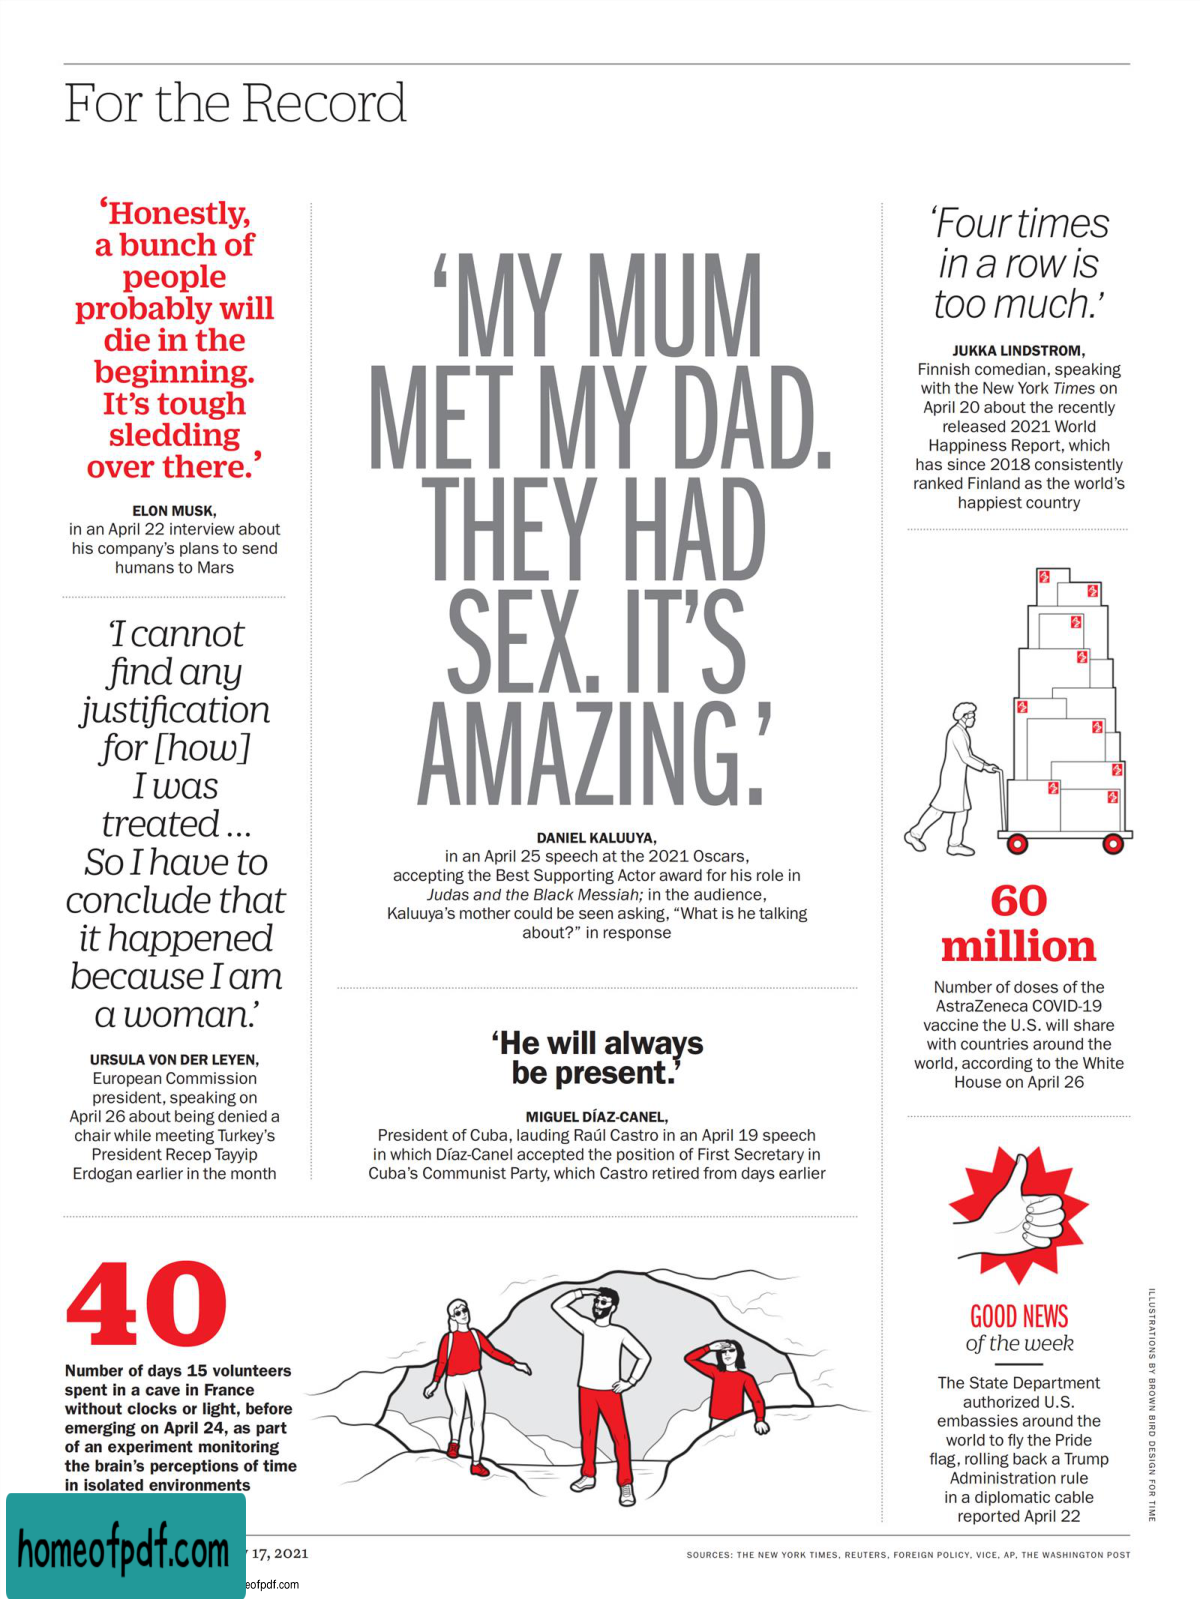 For the Record
‘Honestly,
a bunch of
people
probably will
die in the
beginning.
It’s tough
sledding
over there.’
ELON MUSK,
in an April 22 interview about
his company’s plans to send
humans to Mars
‘I cannot
find any
justification
for [how]
I was
treated ...
So I have to
conclude that
it happened
because I am
a woman.’
URSULA VON DER LEYEN,
European Commission
president, speaking on
April 26 about being denied a
chair while meeting Turkey’s
President Recep Tayyip
Erdogan earlier in the month
‘MY MUM
MET MY DAD.
THEY HAD
SEX. IT’S
AMAZING.’
DANIEL KALUUYA,
in an April 25 speech at the 2021 Oscars,
accepting the Best Supporting Actor award for his role in
Judas and the Black Messiah; in the audience,
Kaluuya’s mother could be seen asking, “What is he talking
about?” in response
‘He will always
be present.’
MIGUEL DÍAZ-CANEL,
President of Cuba, lauding Raúl Castro in an April 19 speech
in which Díaz-Canel accepted the position of First Secretary in
Cuba’s Communist Party, which Castro retired from days earlier
‘Four times
in a row is
too much.’
JUKKA LINDSTROM,
Finnish comedian, speaking
with the New York Times on
April 20 about the recently
released 2021 World
Happiness Report, which
has since 2018 consistently
ranked Finland as the world’s
happiest country
60
million
Number of doses of the
AstraZeneca COVID-19
vaccine the U.S. will share
with countries around the
world, according to the White
House on April 26
GOOD NEWS
of the week
The State Department
authorized U.S.
embassies around the
world to fly the Pride
flag, rolling back a Trump
Administration rule
in a diplomatic cable
reported April 22
40
Number of days 15 volunteers
spent in a cave in France
without clocks or light, before
emerging on April 24, as part
of an experiment monitoring
the brain’s perceptions of time
in isolated environments
ILLUSTRATIONS BY BROWN BIRD DESIGN FOR TIME
homeofpdf.com
17, 2021
SOURCES: THE NEW YORK TIMES, REUTERS, FOREIGN POLICY, VICE, AP, THE WASHINGTON POST
eofpdf.com